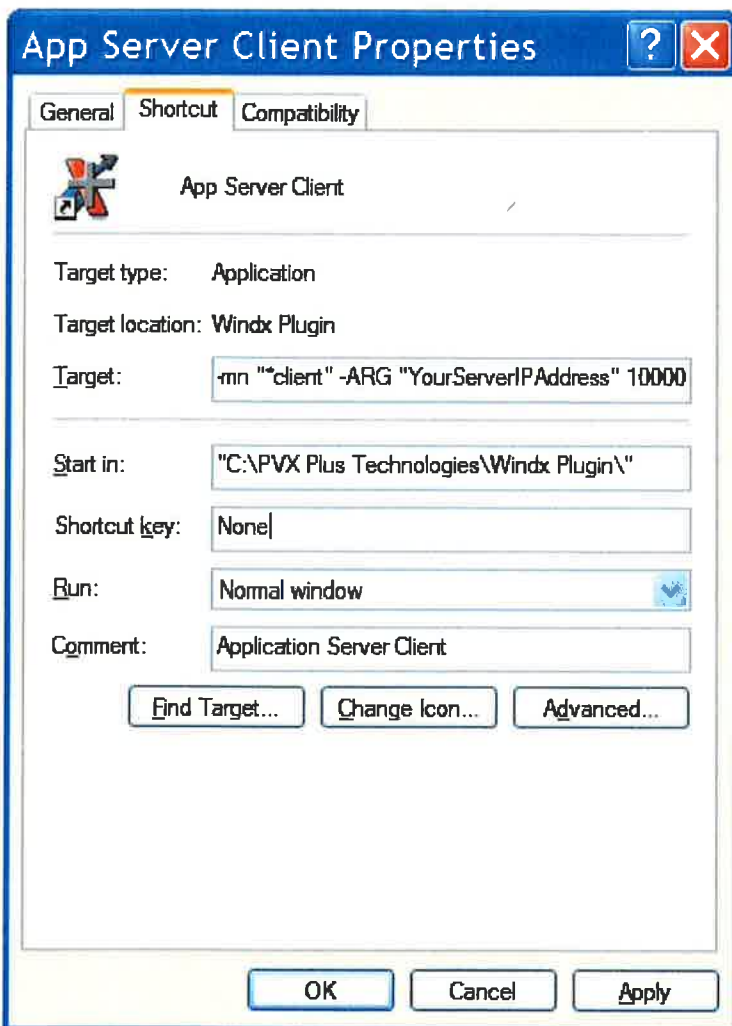 App Server Client Properties ?
General Shortcut Compatibility
App Server Client
Target type: Application
Target location: Windx Plugin
Target: -mn "*client" -ARG "YourServerIPAddress" 10000
Start in: "C:\PVX Plus Technologies\Windx Plugin\"
Shortcut key: None
Run: Normal window
Comment: Application Server Client
Find Target... Change Icon... Advanced...
OK Cancel Apply